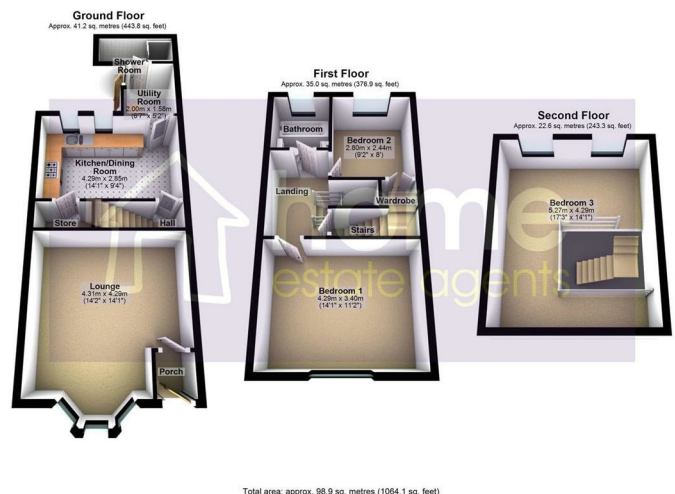 Ground Floor
Approx. 41.2 sq. metres (443.8 sq. feet)
Shower
Room
Utility
Room
2.00m x 1.58m
(6'7" x 5'2")
Kitchen/Dining
Room
4.29m x 2.85m
(14'1" x 9'4")
Store
Hall
Lounge
4.31m x 4.29m
(14'2" x 14'1")
Porch
First Floor
Approx. 35.0 sq. metres (376.9 sq. feet)
Bathroom
Bedroom 2
2.80m x 2.44m
(9'2" x 8')
Landing
Wardrobe
Stairs
Bedroom 1
4.29m x 3.40m
(14'1" x 11'2")
Second Floor
Approx. 22.6 sq. metres (243.3 sq. feet)
Bedroom 3
5.27m x 4.29m
(17'3" x 14'1")
home
estate agents
Total area: approx. 98.9 sq. metres (1064.1 sq. feet)